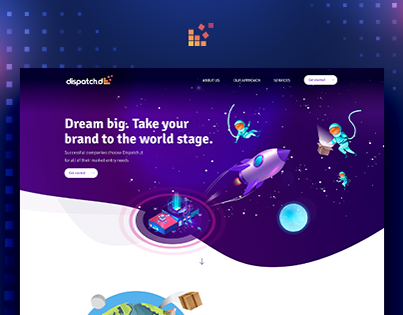 dispatch.d
ABOUT US OUR APPROACH SERVICES Get started
Dream big. Take your
brand to the world stage.
Successful companies choose Dispatch.d
for all of their market entry needs
Get started